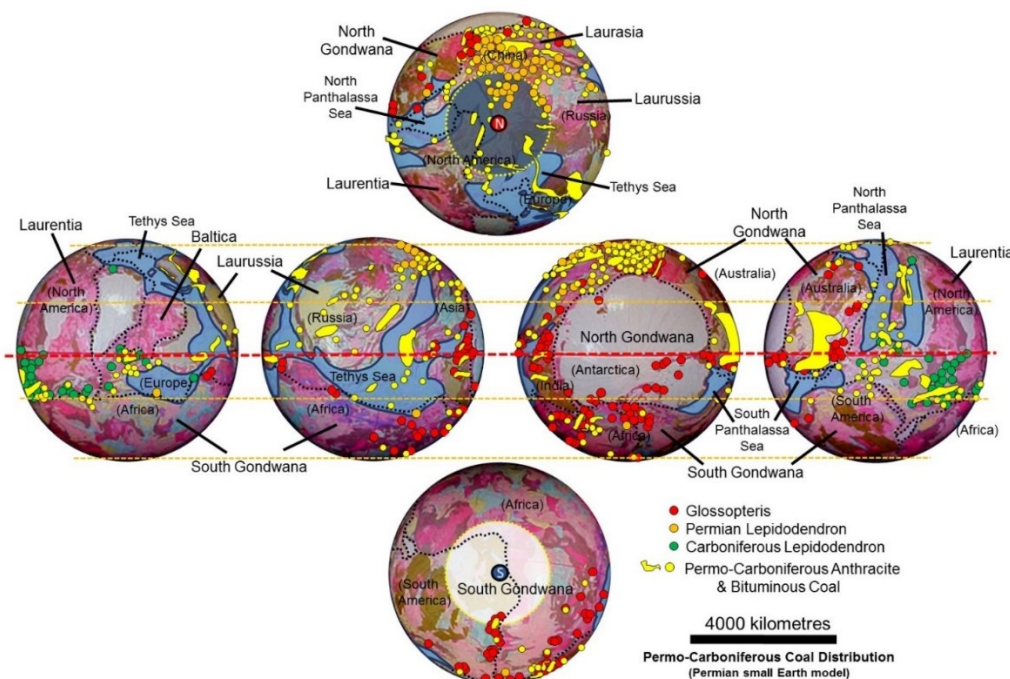 North
Gondwana
Laurasia
(China)
North
Panthalassa
Sea
Laurussia
(Russia)
N
(North America)
Laurentia
Tethys Sea
(Europe)
Laurentia
Tethys Sea
Baltica
Laurussia
(North
America)
(Europe)
(Africa)
(Russia)
(Asia)
Tethys Sea
(Africa)
South Gondwana
North
Gondwana
(Australia)
North Gondwana
(Antarctica)
(India)
(Africa)
South
Panthalassa
Sea
South Gondwana
North
Panthalassa
Sea
Laurentia
(Australia)
(North
America)
(South
America)
(Africa)
(Africa)
(South
America)
S
South Gondwana
Glossopteris
Permian Lepidodendron
Carboniferous Lepidodendron
Permo-Carboniferous Anthracite
& Bituminous Coal
4000 kilometres
Permo-Carboniferous Coal Distribution
(Permian small Earth model)